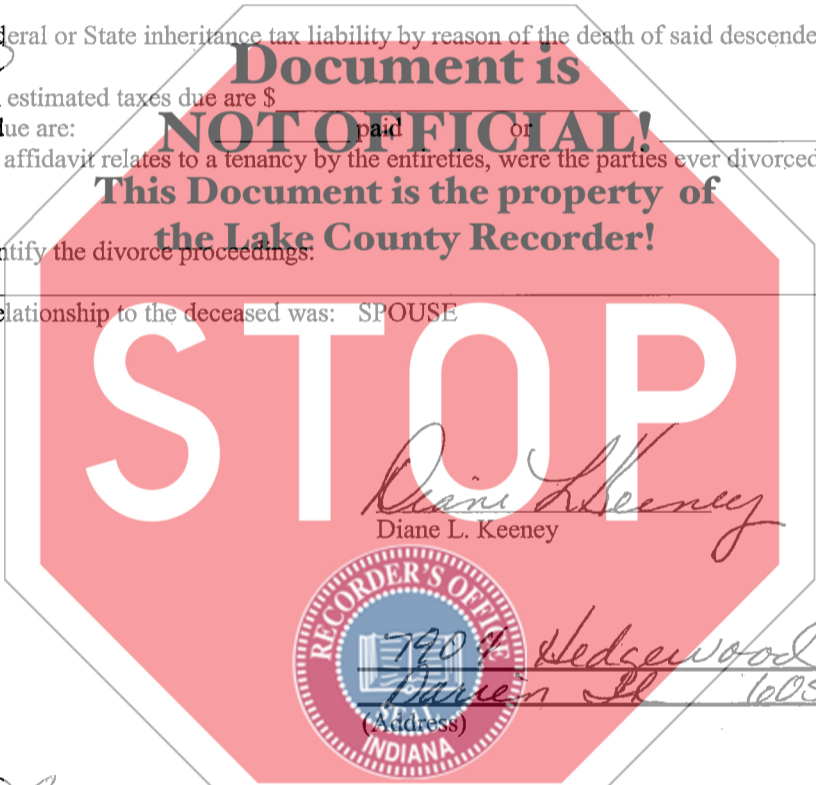 deral or State inheritance tax liability by reason of the death of said descende
Document is
estimated taxes due are $
NOT OFFICIAL!
ue are: paid or
affidavit relates to a tenancy by the entireties, were the parties ever divorced
This Document is the property of
the Lake County Recorder!
ntify the divorce proceedings:
elationship to the deceased was: SPOUSE
STOP
Diane L Keeney
Diane L. Keeney
RECORDER'S OFFICE
7904 Hedgewood
Darien Il 605
SEAL
(Address)
INDIANA